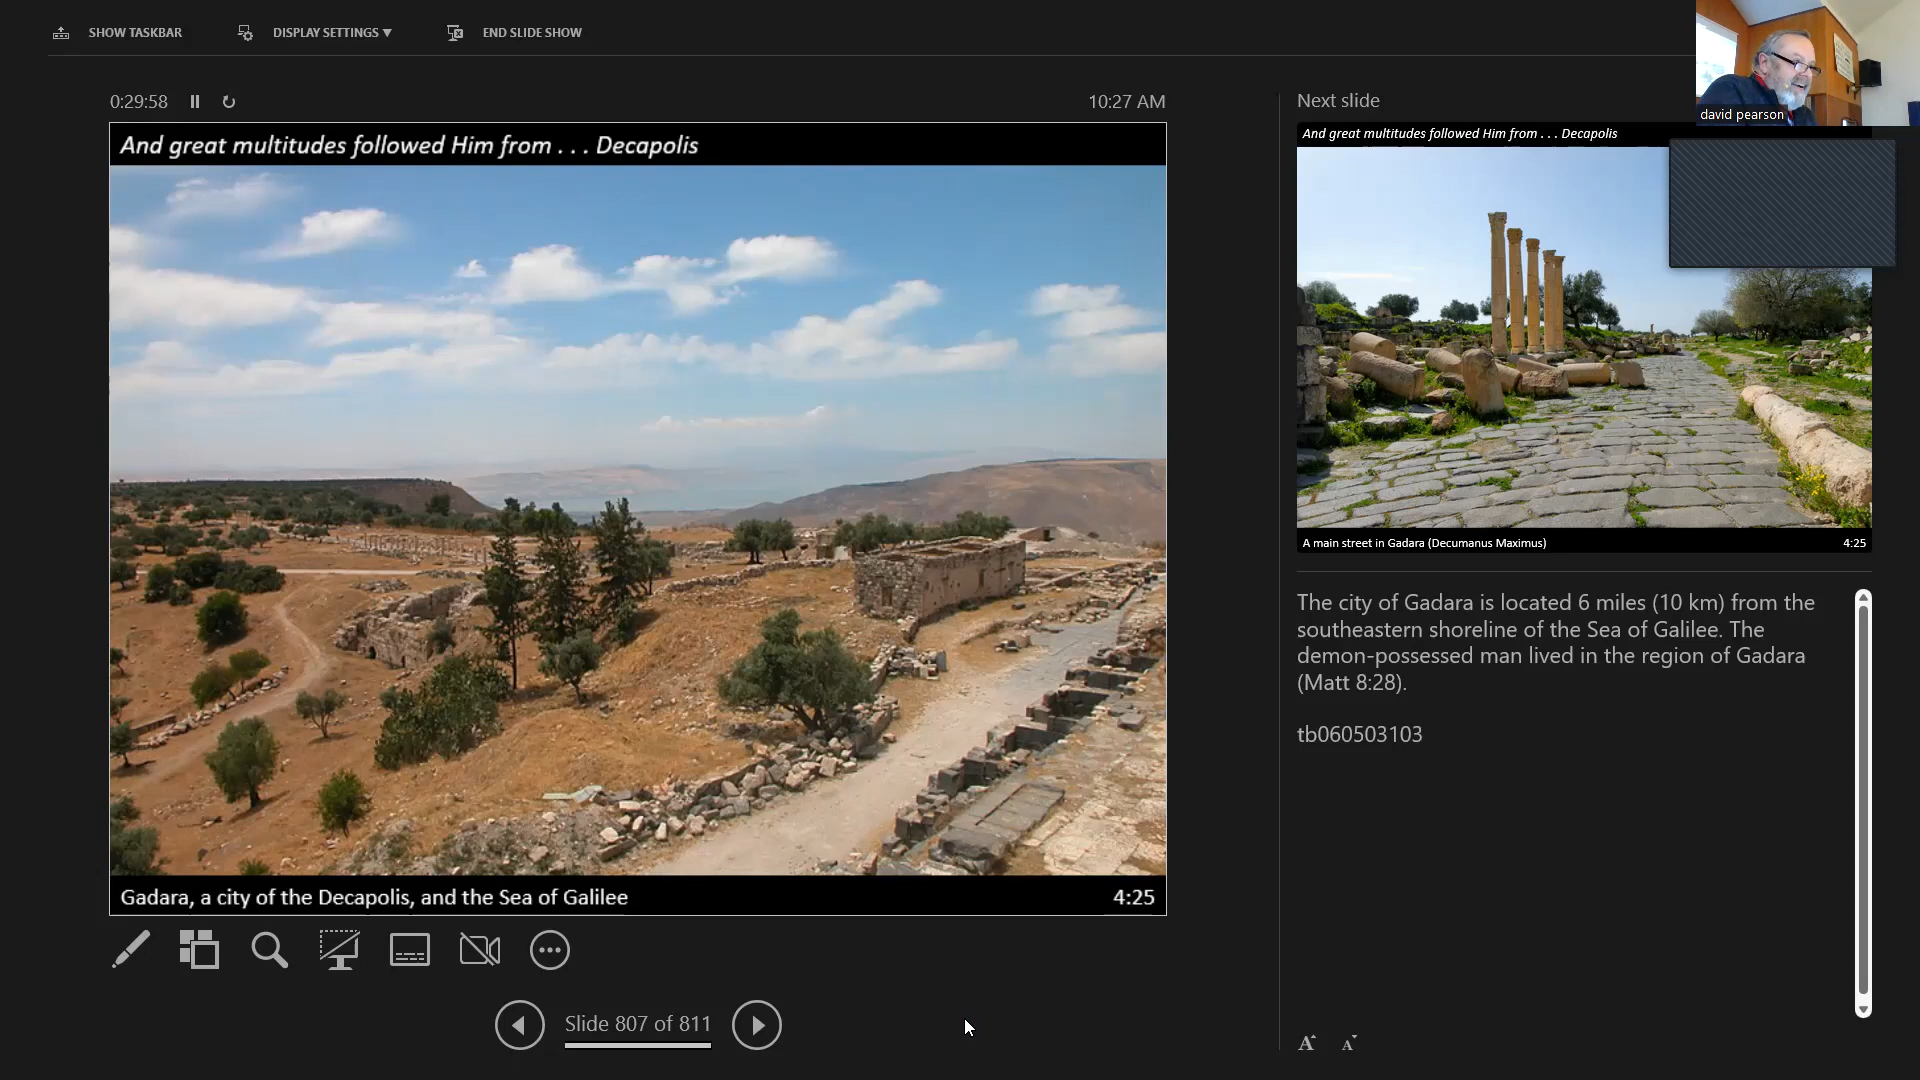 SHOW TASKBAR
DISPLAY SETTINGS ▼
END SLIDE SHOW
david pearson
0:29:58
10:27 AM
Next slide
And great multitudes followed Him from . . . Decapolis
Gadara, a city of the Decapolis, and the Sea of Galilee
4:25
And great multitudes followed Him from . . . Decapolis
A main street in Gadara (Decumanus Maximus)
4:25
The city of Gadara is located 6 miles (10 km) from the
southeastern shoreline of the Sea of Galilee. The
demon-possessed man lived in the region of Gadara
(Matt 8:28).
tb060503103
Slide 807 of 811
A A